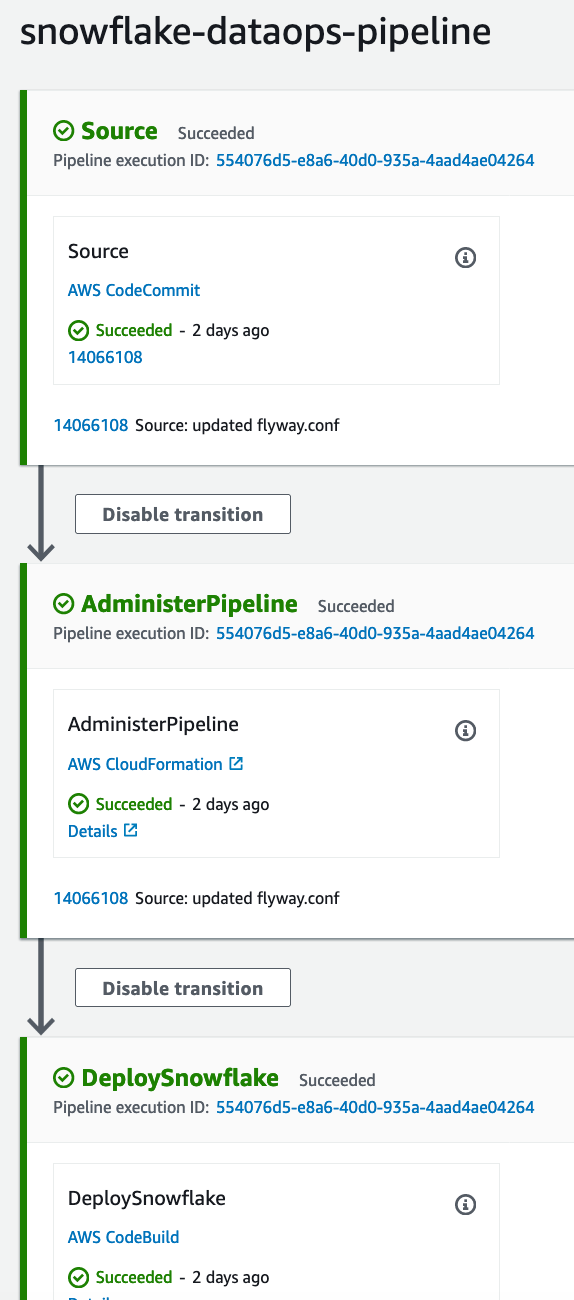 snowflake-dataops-pipeline
Source Succeeded
Pipeline execution ID: 554076d5-e8a6-40d0-935a-4aad4ae04264
Source
AWS CodeCommit
Succeeded - 2 days ago
14066108
14066108 Source: updated flyway.conf
Disable transition
AdministerPipeline Succeeded
Pipeline execution ID: 554076d5-e8a6-40d0-935a-4aad4ae04264
AdministerPipeline
AWS CloudFormation
Succeeded - 2 days ago
Details
14066108 Source: updated flyway.conf
Disable transition
DeploySnowflake Succeeded
Pipeline execution ID: 554076d5-e8a6-40d0-935a-4aad4ae04264
DeploySnowflake
AWS CodeBuild
Succeeded - 2 days ago